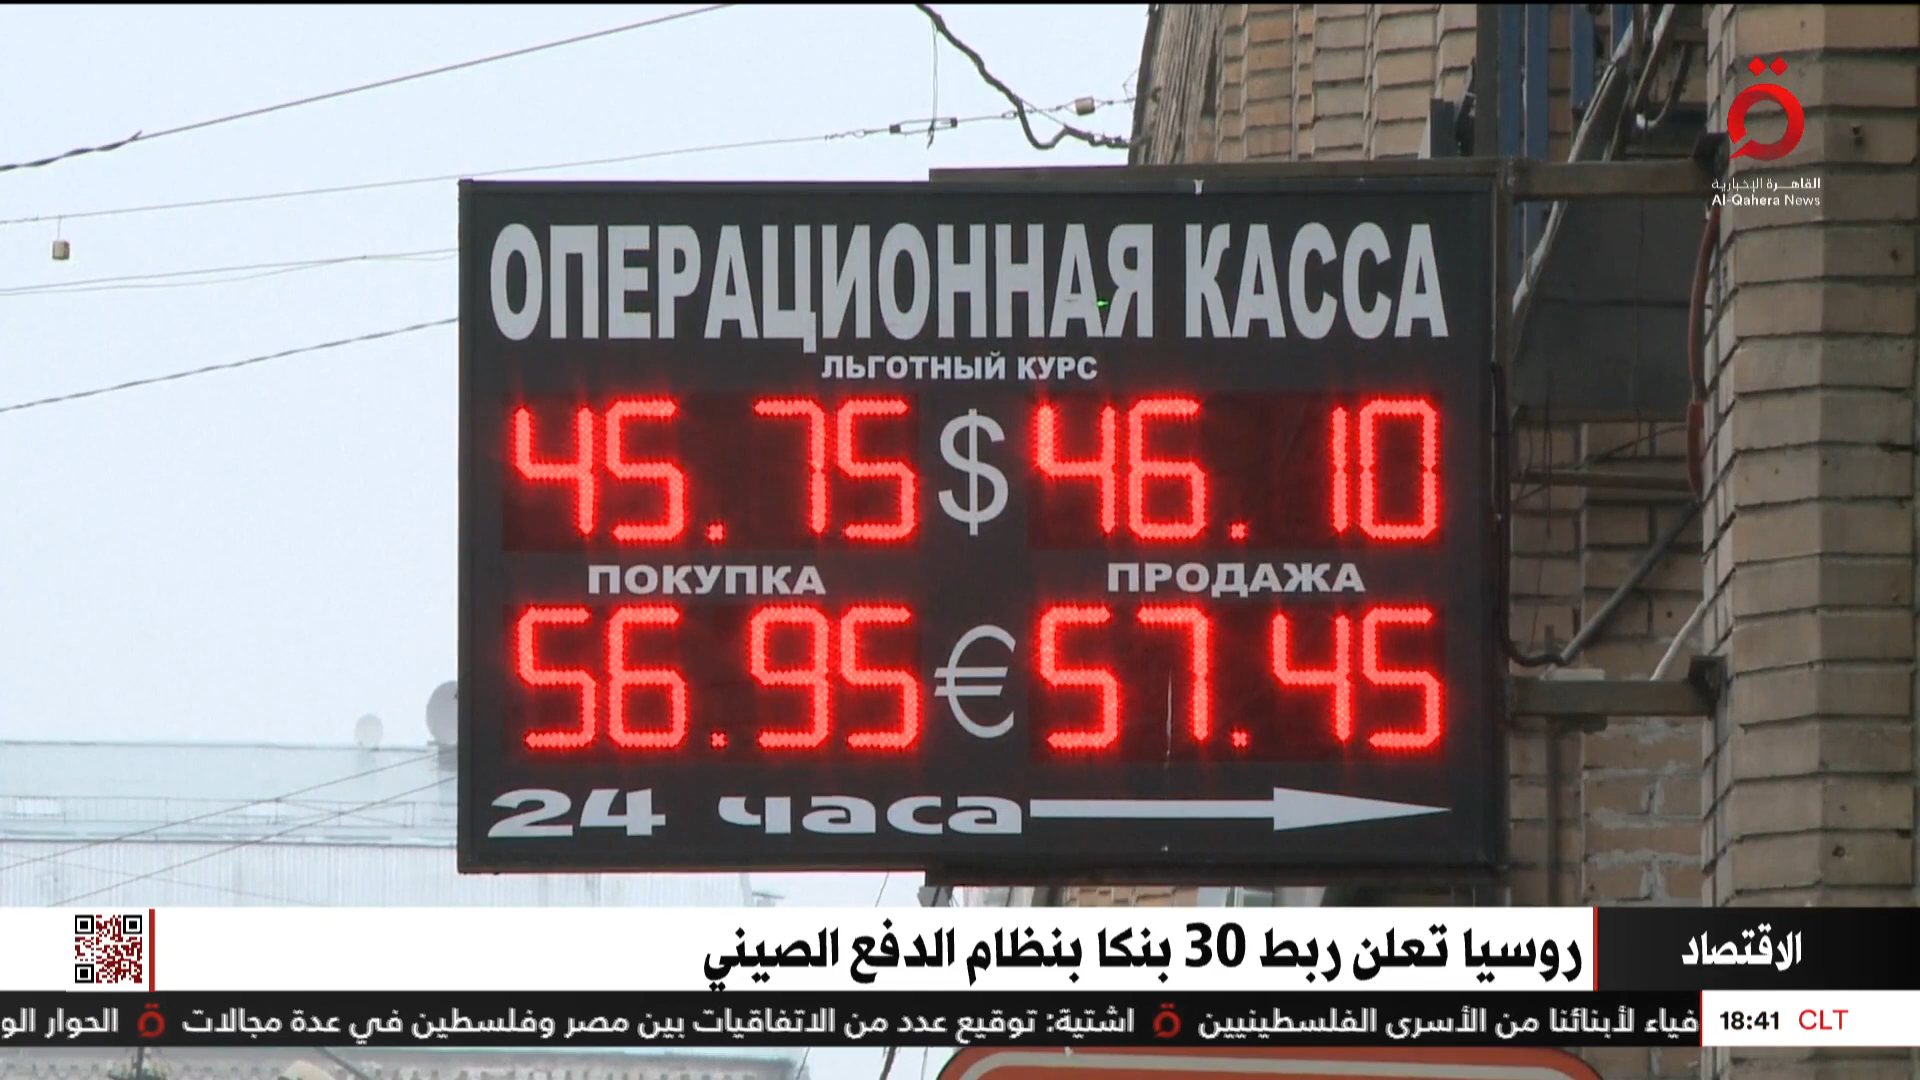 القاهرة الإخبارية
Al-Qahera News
ОПЕРАЦИОННАЯ КАССА
ЛЬГОТНЫЙ КУРС
45.75 $ 46.10
ПОКУПКА ПРОДАЖА
56.95 € 57.45
24 часа
الاقتصاد
روسيا تعلن ربط 30 بنكا بنظام الدفع الصيني
18:41 CLT
لأبنائنا من الأسرى الفلسطينيين اشتية: توقيع عدد من الاتفاقيات بين مصر وفلسطين في عدة مجالات الحوار